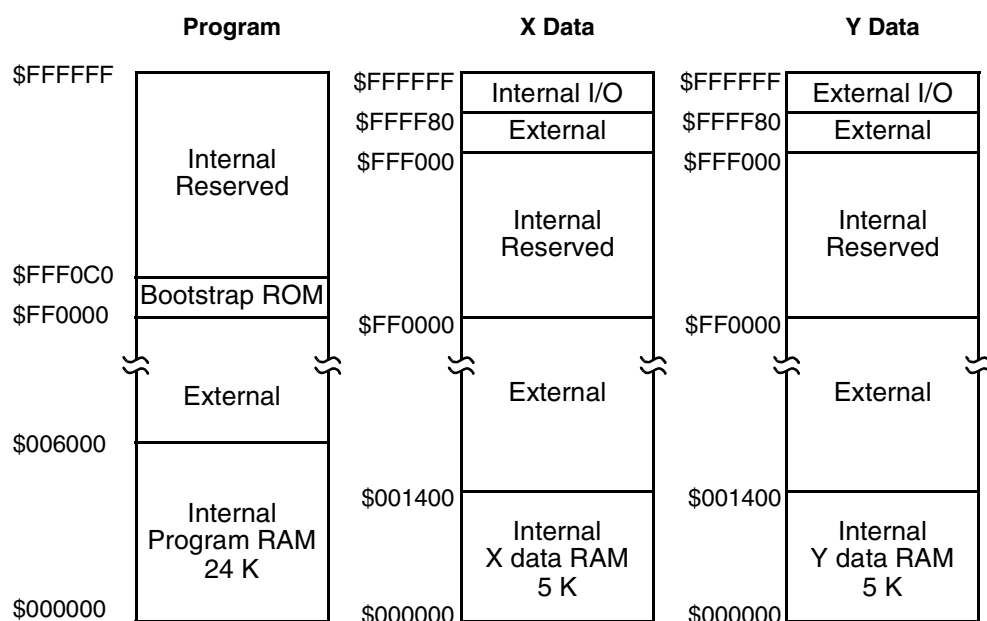 Program
X Data
Y Data
$FFFFFF
Internal
Reserved
$FFF0C0
Bootstrap ROM
$FF0000
External
$006000
Internal
Program RAM
24 K
$000000
$FFFFFF
Internal I/O
$FFFF80
External
$FFF000
Internal
Reserved
$FF0000
External
$001400
Internal
X data RAM
5 K
$000000
$FFFFFF
External I/O
$FFFF80
External
$FFF000
Internal
Reserved
$FF0000
External
$001400
Internal
Y data RAM
5 K
$000000